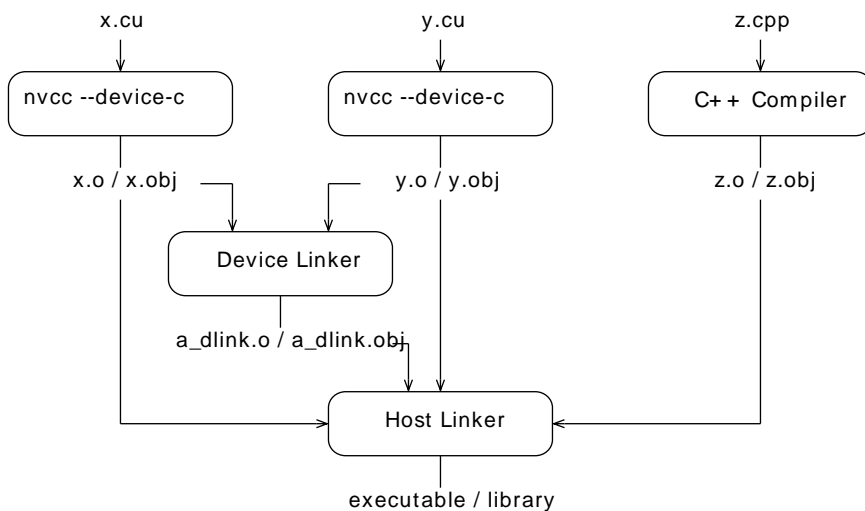 x.cu
y.cu
z.cpp
nvcc --device-c
nvcc --device-c
C++ Compiler
x.o / x.obj
y.o / y.obj
z.o / z.obj
Device Linker
a_dlink.o / a_dlink.obj
Host Linker
executable / library